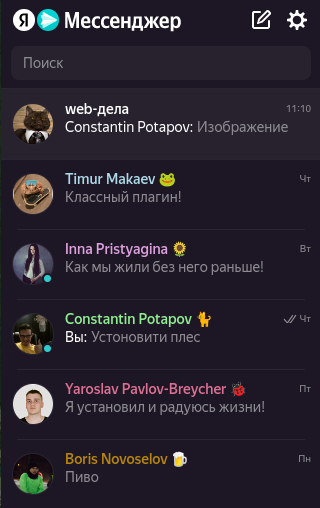 Я Мессенджер
Поиск
web-дела 11:10
Constantin Potapov: Изображение
Timur Makaev 🐸 Чт
Классный плагин!
Inna Pristyagina 🌻 Вт
Как мы жили без него раньше!
Constantin Potapov 🐈 Чт
Вы: Устоновити плес
Yaroslav Pavlov-Breycher 🐞 Пт
Я установил и радуюсь жизни!
Boris Novoselov 🍺 Пн
Пиво